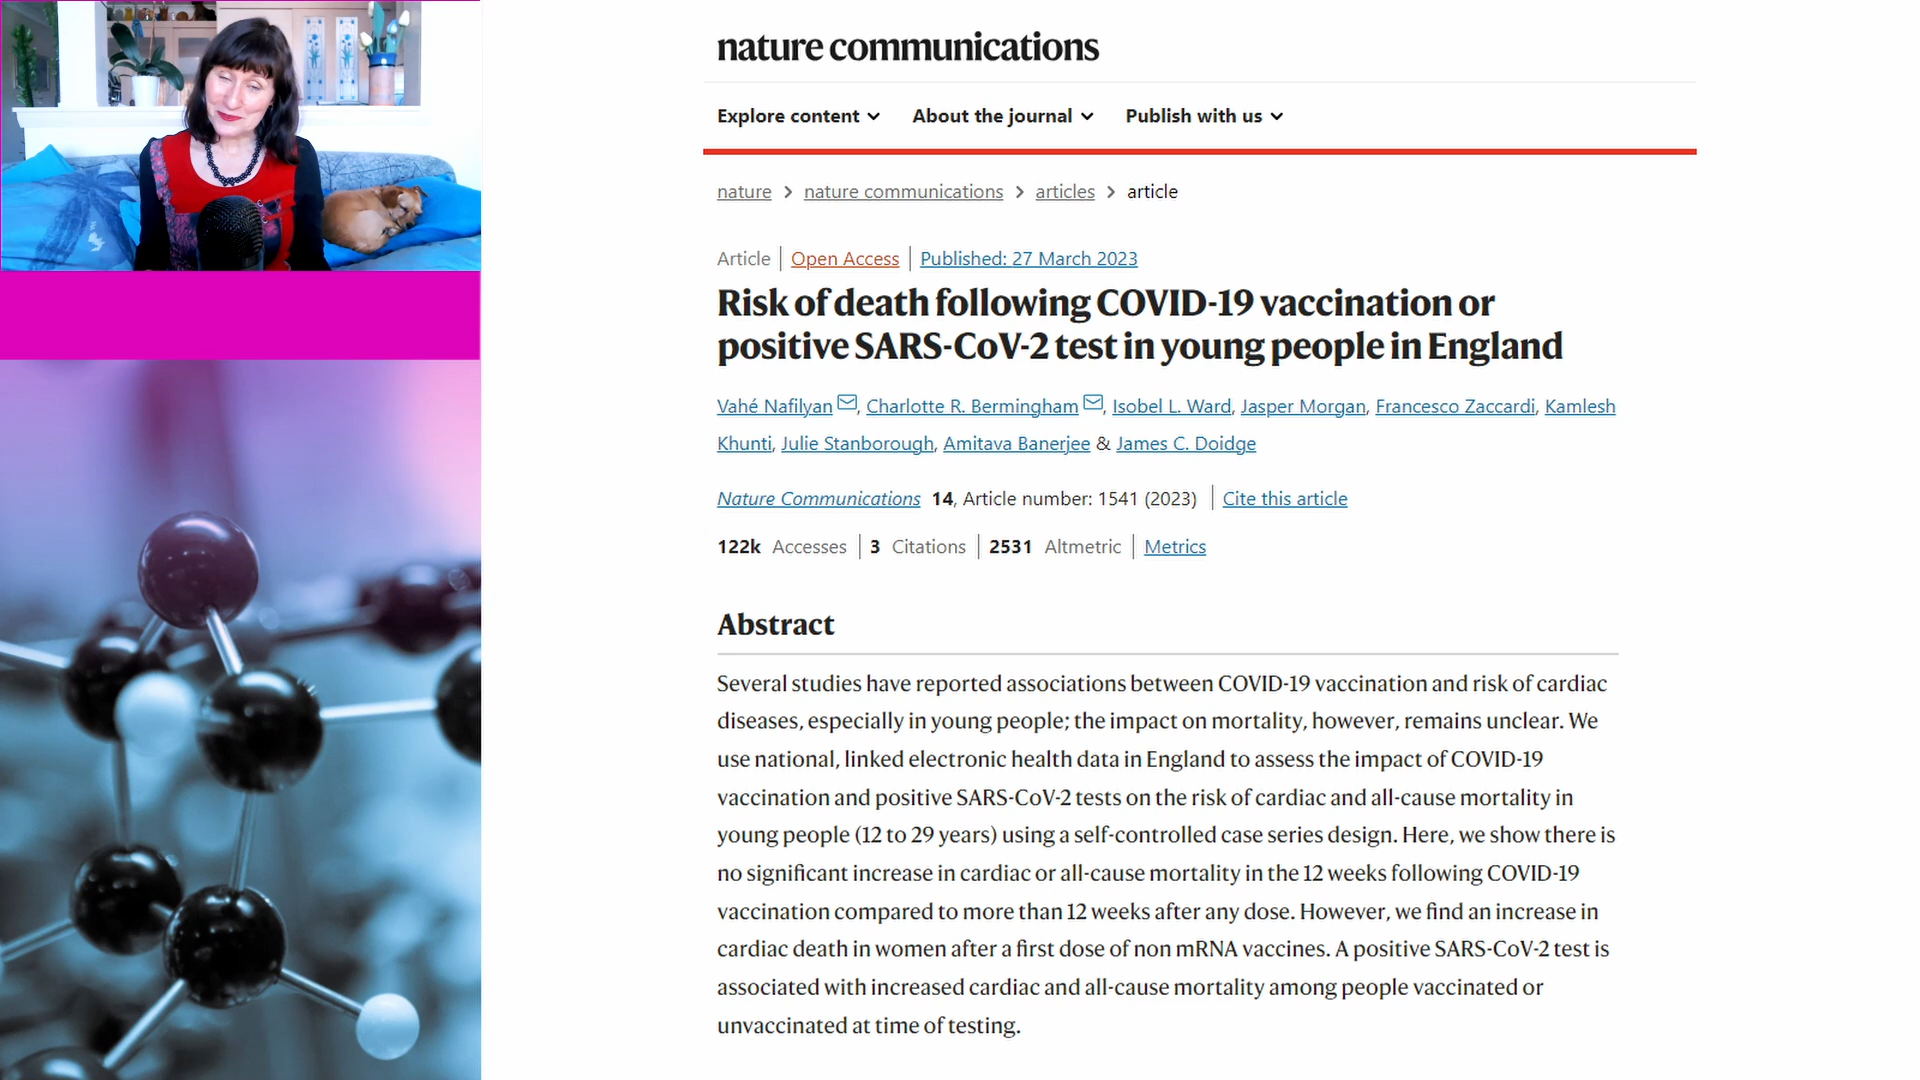 nature communications
Explore content
About the journal
Publish with us
nature > nature communications > articles > article
Article | Open Access | Published: 27 March 2023
Risk of death following COVID-19 vaccination or
positive SARS-CoV-2 test in young people in England
Vahé Nafilyan, Charlotte R. Bermingham, Isobel L. Ward, Jasper Morgan, Francesco Zaccardi, Kamlesh
Khunti, Julie Stanborough, Amitava Banerjee & James C. Doidge
Nature Communications 14, Article number: 1541 (2023) | Cite this article
122k Accesses | 3 Citations | 2531 Altmetric | Metrics
Abstract
Several studies have reported associations between COVID-19 vaccination and risk of cardiac
diseases, especially in young people; the impact on mortality, however, remains unclear. We
use national, linked electronic health data in England to assess the impact of COVID-19
vaccination and positive SARS-CoV-2 tests on the risk of cardiac and all-cause mortality in
young people (12 to 29 years) using a self-controlled case series design. Here, we show there is
no significant increase in cardiac or all-cause mortality in the 12 weeks following COVID-19
vaccination compared to more than 12 weeks after any dose. However, we find an increase in
cardiac death in women after a first dose of non mRNA vaccines. A positive SARS-CoV-2 test is
associated with increased cardiac and all-cause mortality among people vaccinated or
unvaccinated at time of testing.